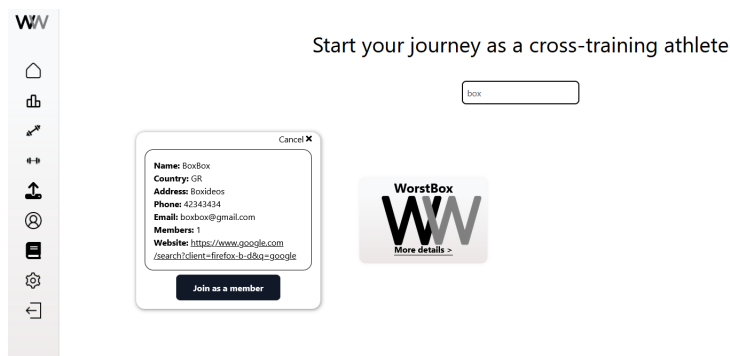 WW
Start your journey as a cross-training athlete
box
Cancel ✕
Name: BoxBox
Country: GR
Address: Boxideos
Phone: 42343434
Email: boxbox@gmail.com
Members: 1
Website: https://www.google.com
/search?client=firefox-b-d&q=google
Join as a member
WorstBox
WW
More details >